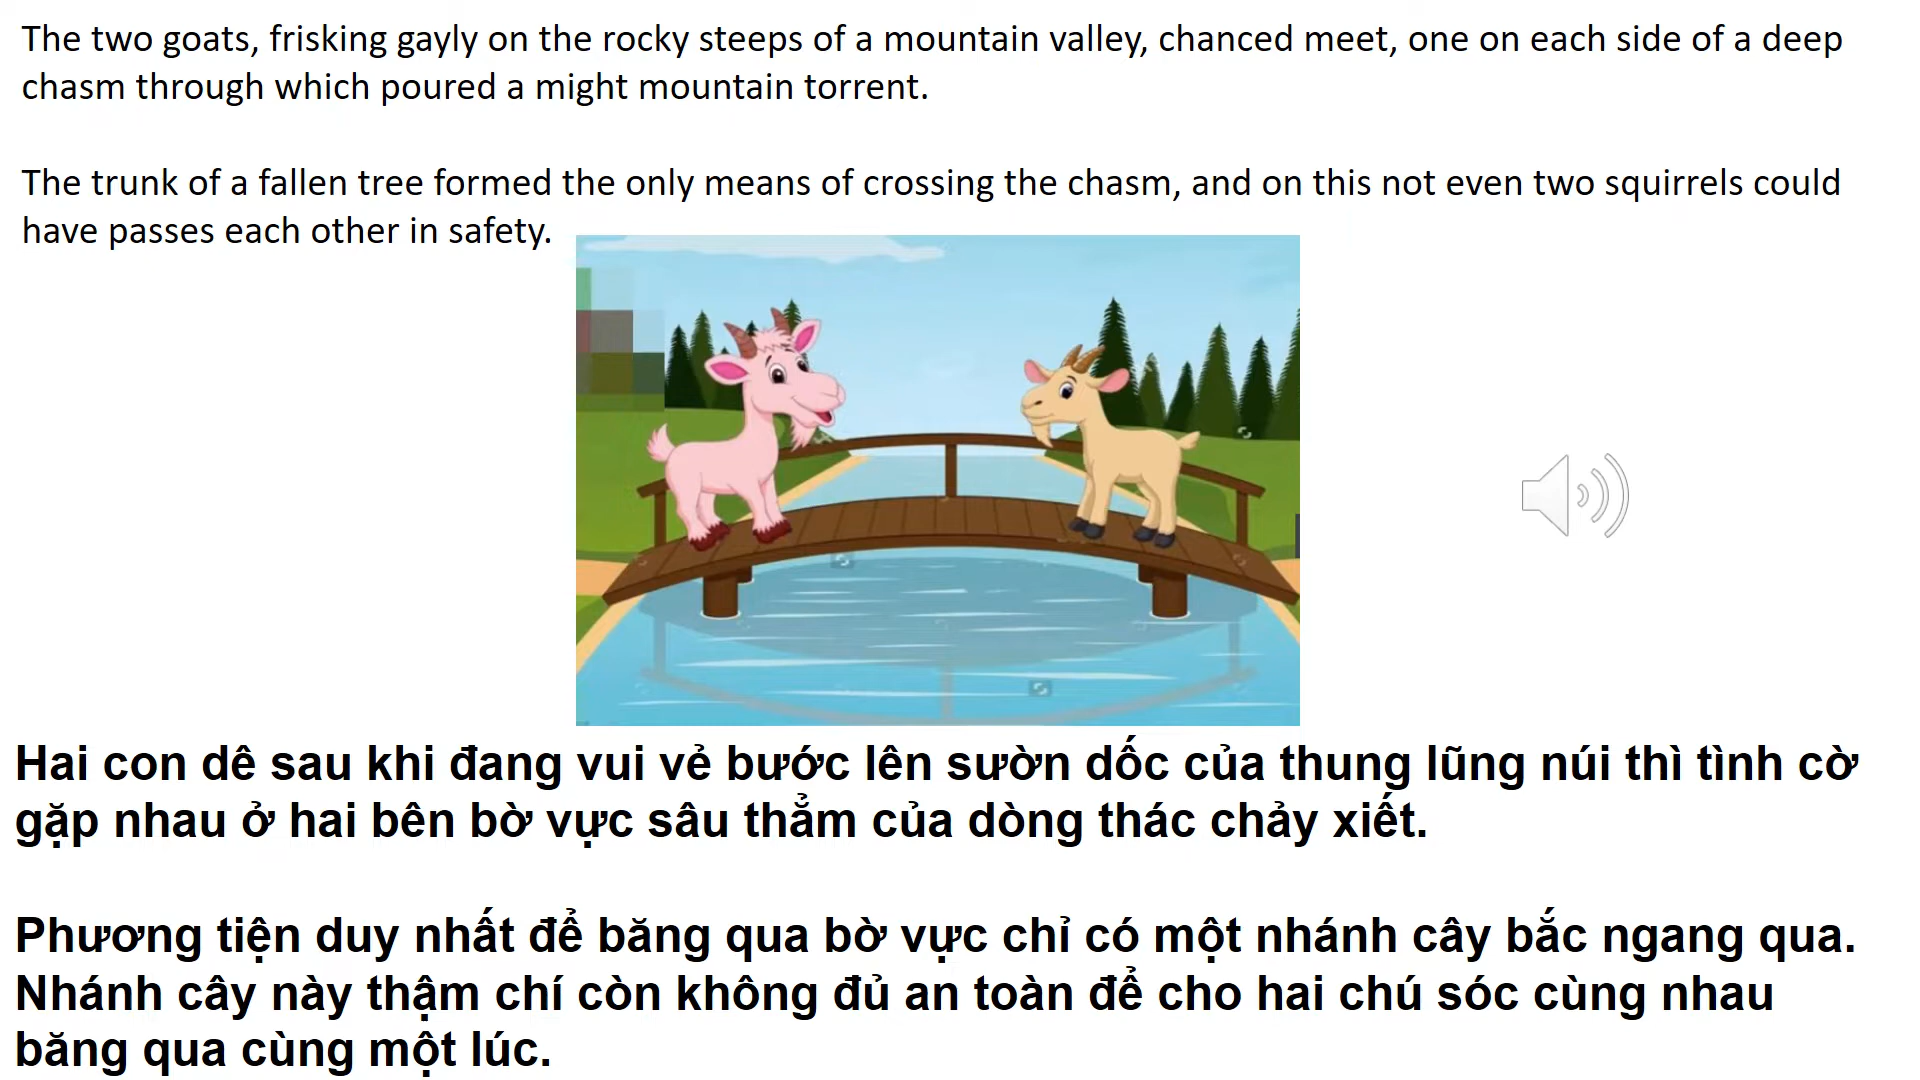 The two goats, frisking gayly on the rocky steeps of a mountain valley, chanced meet, one on each side of a deep
chasm through which poured a might mountain torrent.
The trunk of a fallen tree formed the only means of crossing the chasm, and on this not even two squirrels could
have passes each other in safety.
Hai con dê sau khi đang vui vẻ bước lên sườn dốc của thung lũng núi thì tình cờ
gặp nhau ở hai bên bờ vực sâu thẳm của dòng thác chảy xiết.
Phương tiện duy nhất để băng qua bờ vực chỉ có một nhánh cây bắc ngang qua.
Nhánh cây này thậm chí còn không đủ an toàn để cho hai chú sóc cùng nhau
băng qua cùng một lúc.